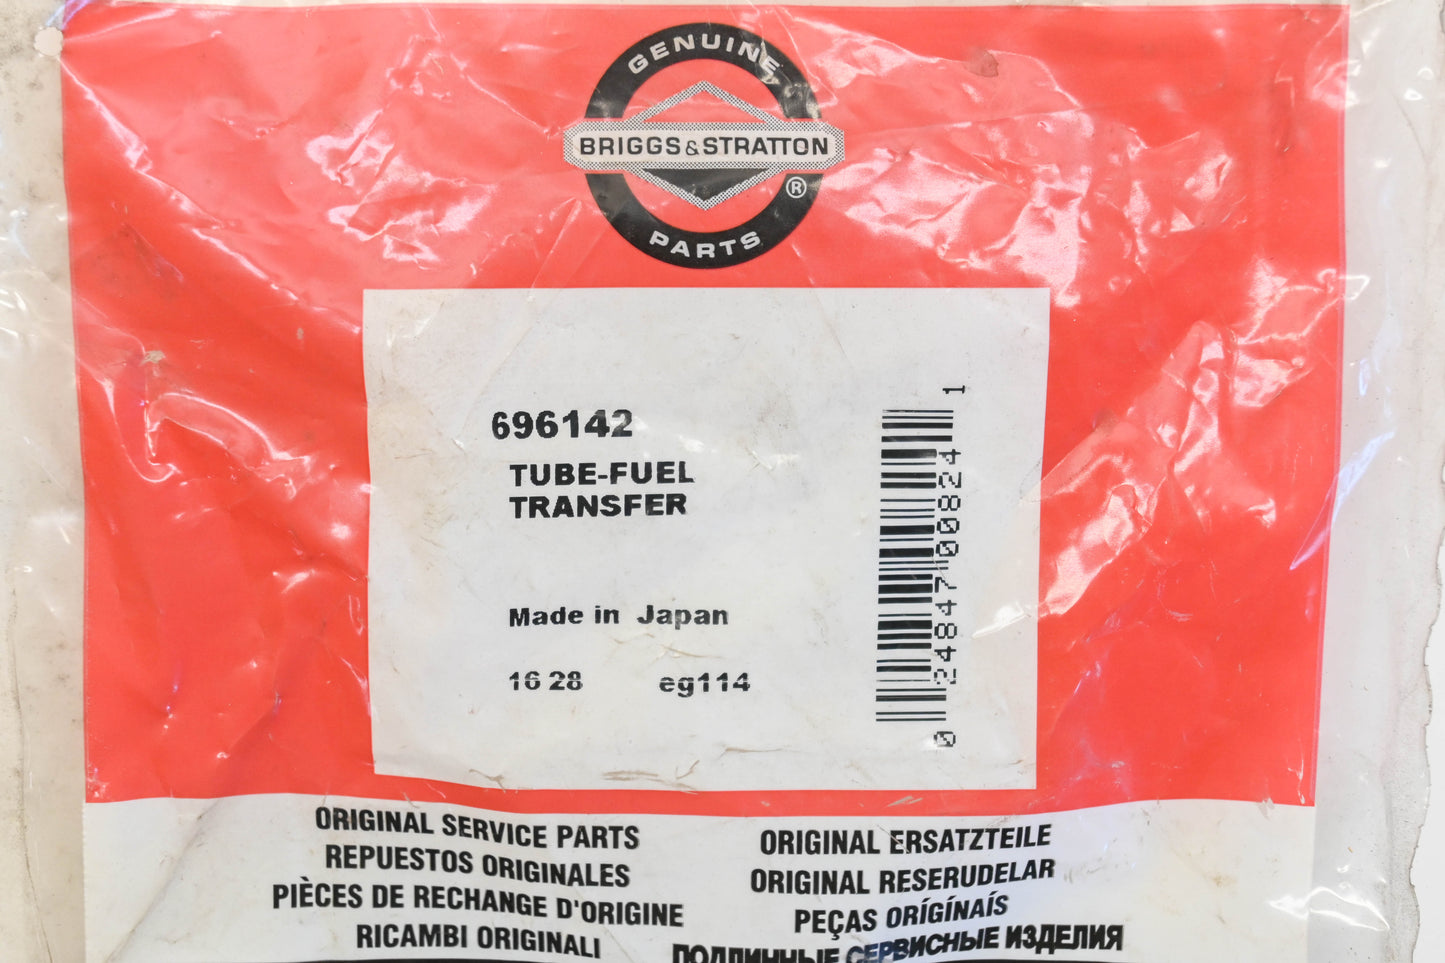 GENUINE
BRIGGS & STRATTON
®
PARTS
696142
TUBE-FUEL
TRANSFER
Made in Japan
16 28 eg114
0 24847 00824 1
ORIGINAL SERVICE PARTS
REPUESTOS ORIGINALES
PIÈCES DE RECHANGE D'ORIGINE
RICAMBI ORIGINALI
ORIGINAL ERSATZTEILE
ORIGINAL RESERUDELAR
PEÇAS ORÍGÍNAÍS
ПОДЛИННЫЕ СЕРВИСНЫЕ ИЗДЕЛИЯ